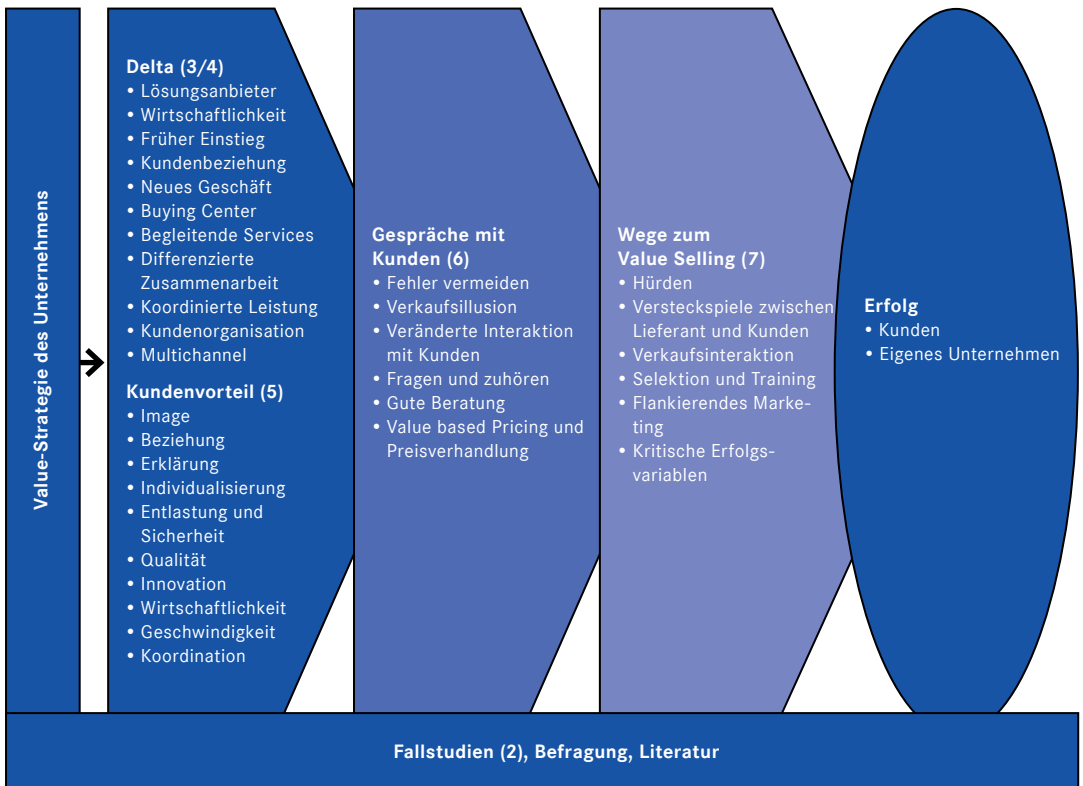 Value-Strategie des Unternehmens
Delta (3/4)
• Lösungsanbieter
• Wirtschaftlichkeit
• Früher Einstieg
• Kundenbeziehung
• Neues Geschäft
• Buying Center
• Begleitende Services
• Differenzierte
Zusammenarbeit
• Koordinierte Leistung
• Kundenorganisation
• Multichannel
Kundenvorteil (5)
• Image
• Beziehung
• Erklärung
• Individualisierung
• Entlastung und
Sicherheit
• Qualität
• Innovation
• Wirtschaftlichkeit
• Geschwindigkeit
• Koordination
Gespräche mit
Kunden (6)
• Fehler vermeiden
• Verkaufsillusion
• Veränderte Interaktion
mit Kunden
• Fragen und zuhören
• Gute Beratung
• Value based Pricing und
Preisverhandlung
Wege zum
Value Selling (7)
• Hürden
• Versteckspiele zwischen
Lieferant und Kunden
• Verkaufsinteraktion
• Selektion und Training
• Flankierendes Marke-
ting
• Kritische Erfolgs-
variablen
Erfolg
• Kunden
• Eigenes Unternehmen
Fallstudien (2), Befragung, Literatur